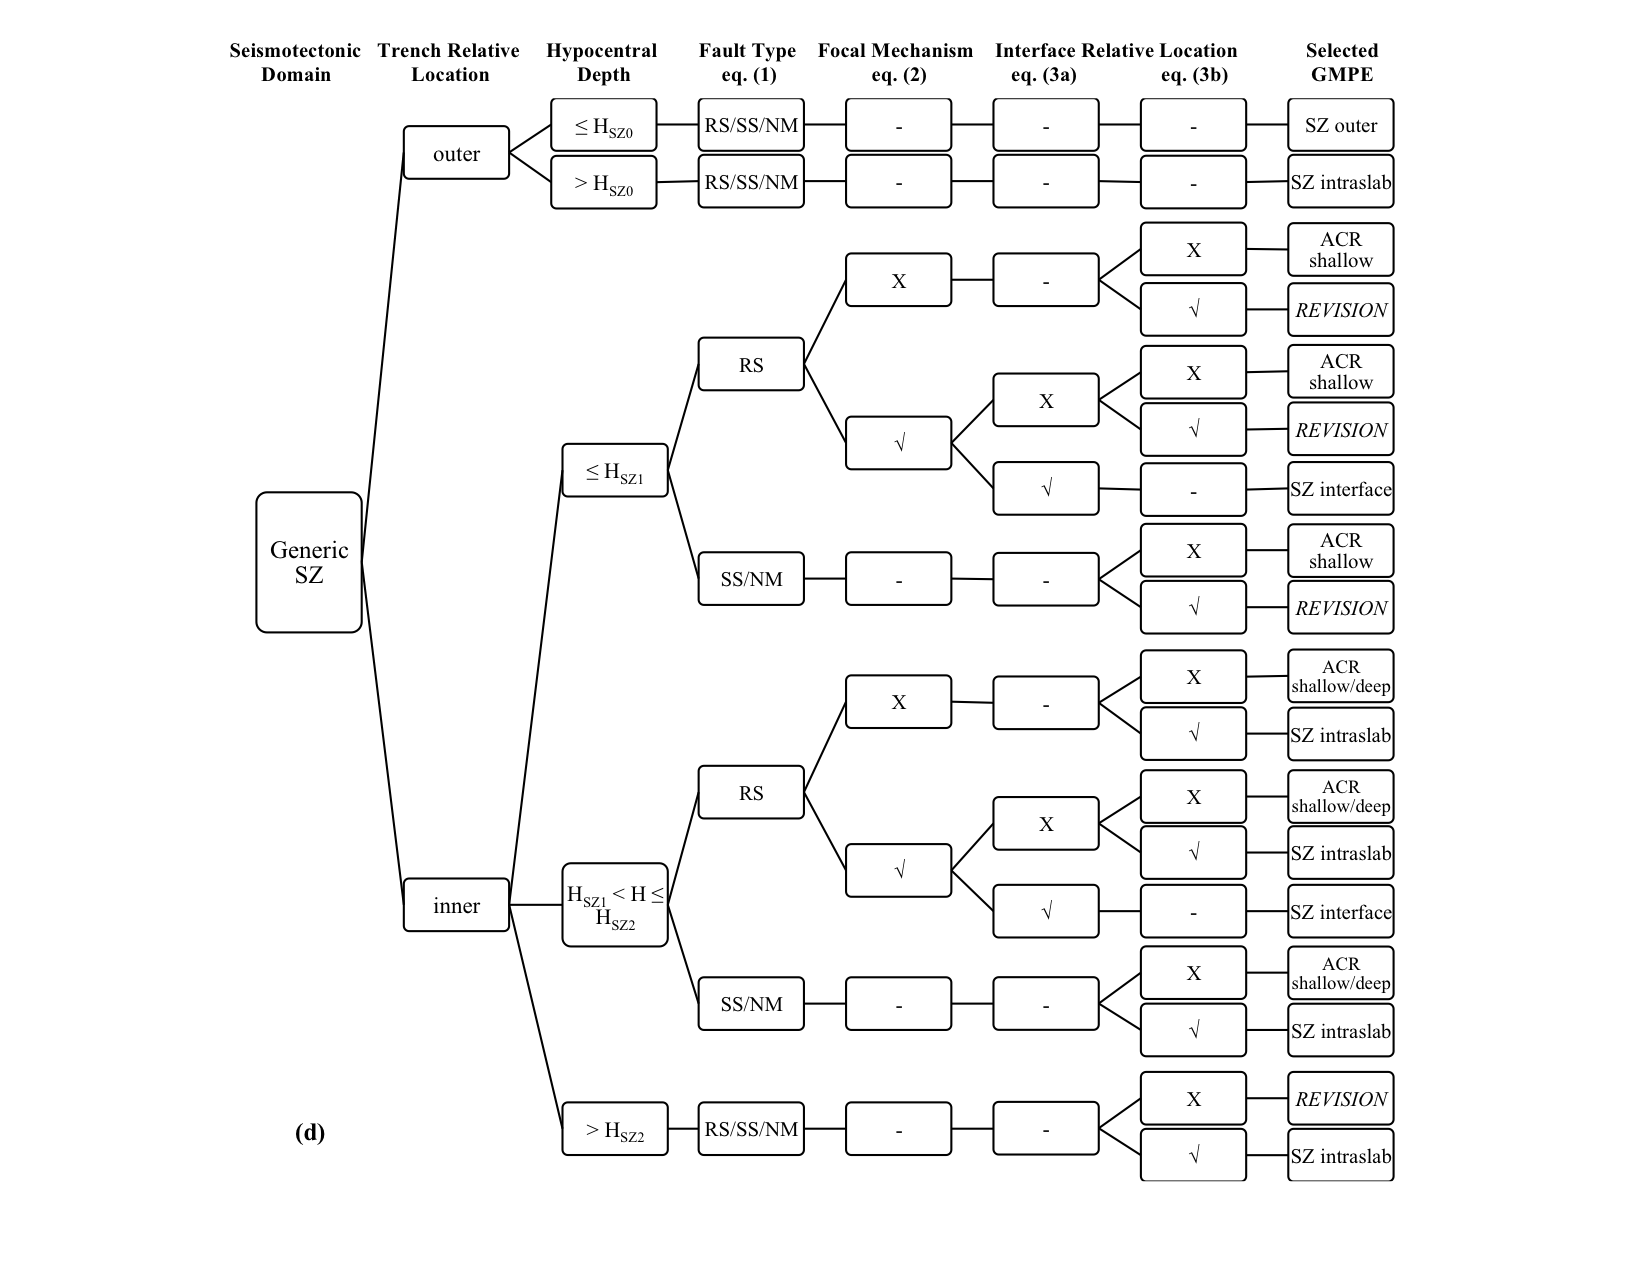 Seismotectonic Domain
Trench Relative Location
Hypocentral Depth
Fault Type eq. (1)
Focal Mechanism eq. (2)
Interface Relative Location
eq. (3a) eq. (3b)
Selected GMPE
≤ HSZ0
RS/SS/NM
-
-
-
SZ outer
outer
> HSZ0
RS/SS/NM
-
-
-
SZ intraslab
X
ACR
shallow
X
-
√
REVISION
RS
X
ACR
shallow
X
√
REVISION
√
≤ HSZ1
√
-
SZ interface
X
ACR
shallow
Generic
SZ
SS/NM
-
-
√
REVISION
X
ACR
shallow/deep
X
-
√
SZ intraslab
RS
X
ACR
shallow/deep
X
√
SZ intraslab
√
inner
HSZ1 < H ≤
HSZ2
√
-
SZ interface
X
ACR
shallow/deep
SS/NM
-
-
√
SZ intraslab
X
REVISION
(d)
> HSZ2
RS/SS/NM
-
-
√
SZ intraslab